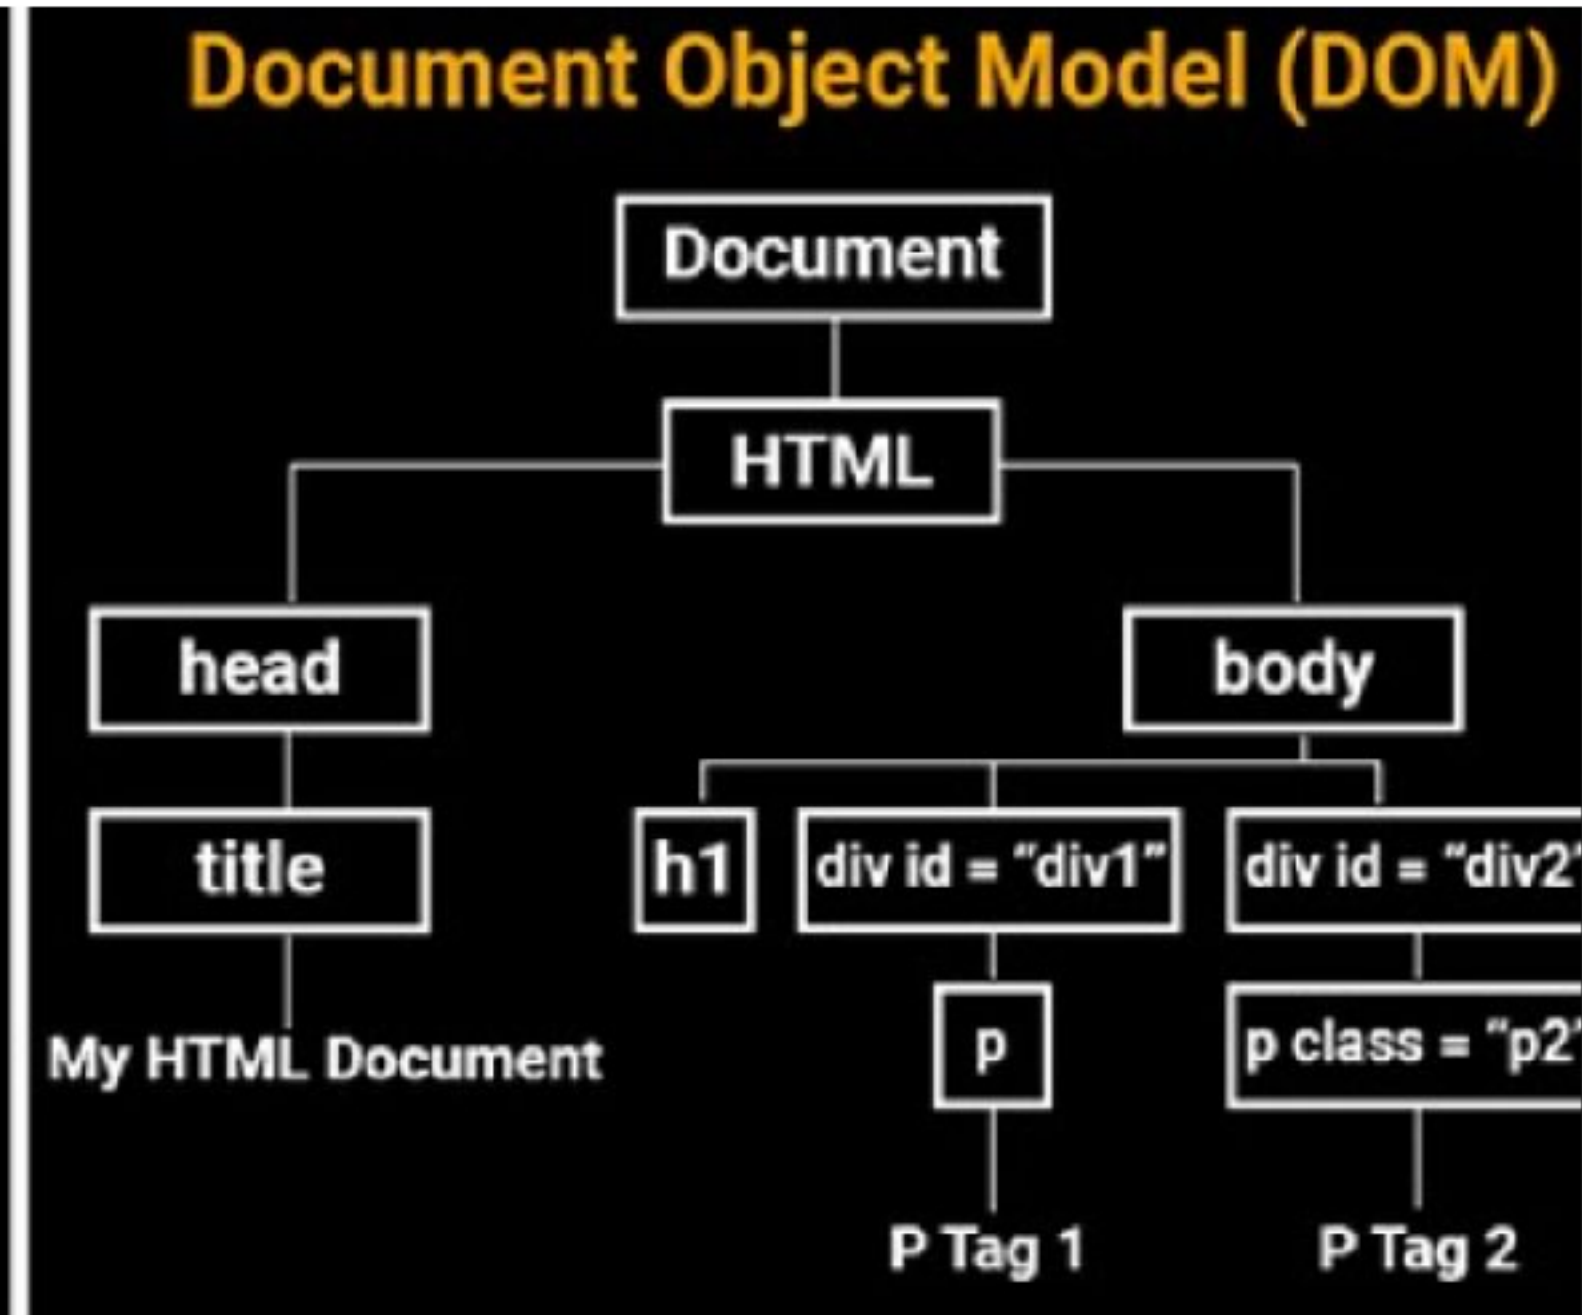 Document Object Model (DOM)
Document
HTML
head
body
title
h1
div id = “div1”
div id = “div2”
p
p class = “p2”
My HTML Document
P Tag 1
P Tag 2